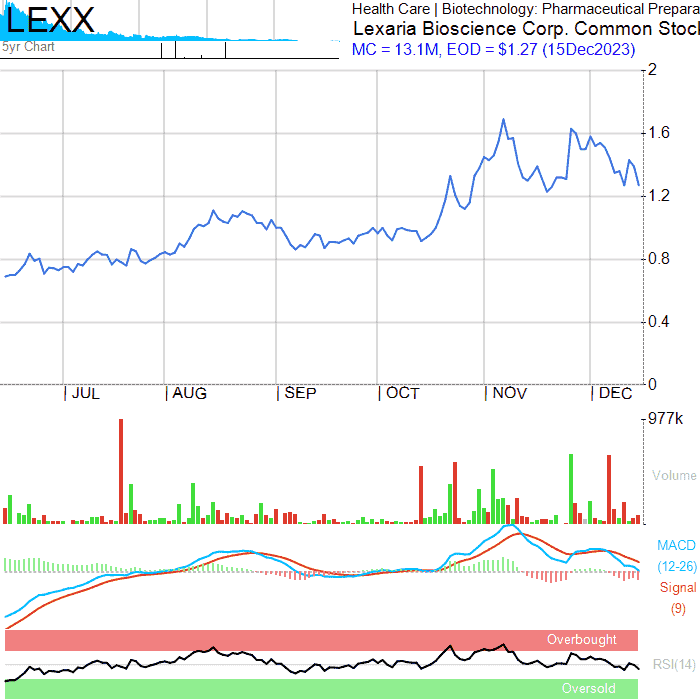 LEXX
5yr Chart
Health Care | Biotechnology: Pharmaceutical Prepara
Lexaria Bioscience Corp. Common Stoc
MC = 13.1M, EOD = $1.27 (15Dec2023)
2
1.6
1.2
0.8
0.4
0
JUL
AUG
SEP
OCT
NOV
DEC
977k
Volume
MACD
(12-26)
Signal
(9)
Overbought
RSI(14)
Oversold